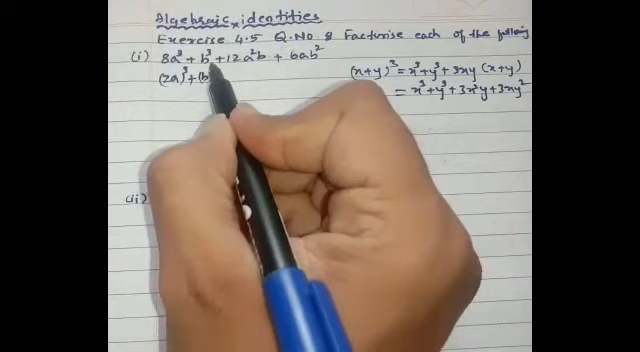 Algebraic identities
Exercise 4.5 Q.No 8 Factorise each of the following
(i) 8a³ + b³ + 12a²b + 6ab²
(2a)³ + (b
(x+y)³ = x³+y³+3xy (x+y)
= x³+y³+3x²y+3xy²
(ii)